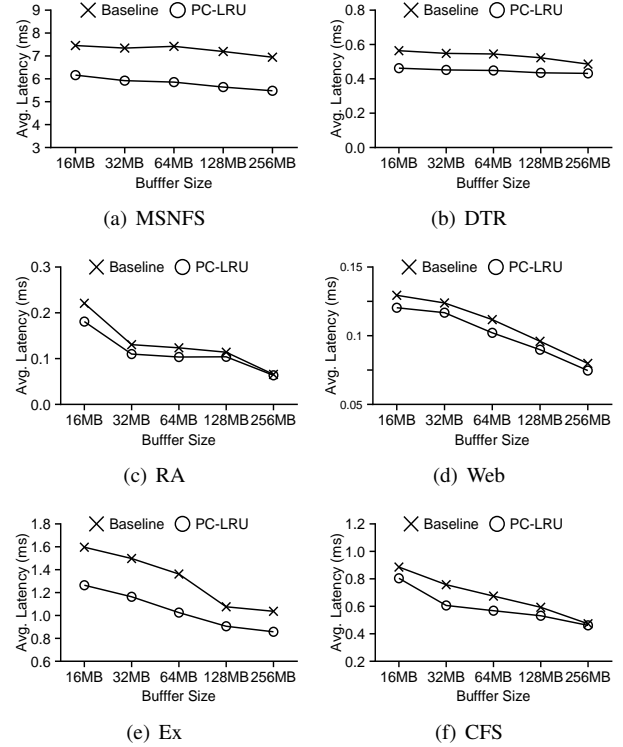 Baseline PC-LRU
Avg. Latency (ms)
9
8
7
6
5
4
3
16MB 32MB 64MB 128MB 256MB
Bufffer Size
(a) MSNFS
Baseline PC-LRU
Avg. Latency (ms)
0.8
0.6
0.4
0.2
0.0
16MB 32MB 64MB 128MB 256MB
Bufffer Size
(b) DTR
Baseline PC-LRU
Avg. Latency (ms)
0.3
0.2
0.1
0.0
16MB 32MB 64MB 128MB 256MB
Bufffer Size
(c) RA
Baseline PC-LRU
Avg. Latency (ms)
0.15
0.1
0.05
16MB 32MB 64MB 128MB 256MB
Bufffer Size
(d) Web
Baseline PC-LRU
Avg. Latency (ms)
1.8
1.6
1.4
1.2
1.0
0.8
0.6
16MB 32MB 64MB 128MB 256MB
Bufffer Size
(e) Ex
Baseline PC-LRU
Avg. Latency (ms)
1.2
1.0
0.8
0.6
0.4
0.2
16MB 32MB 64MB 128MB 256MB
Bufffer Size
(f) CFS